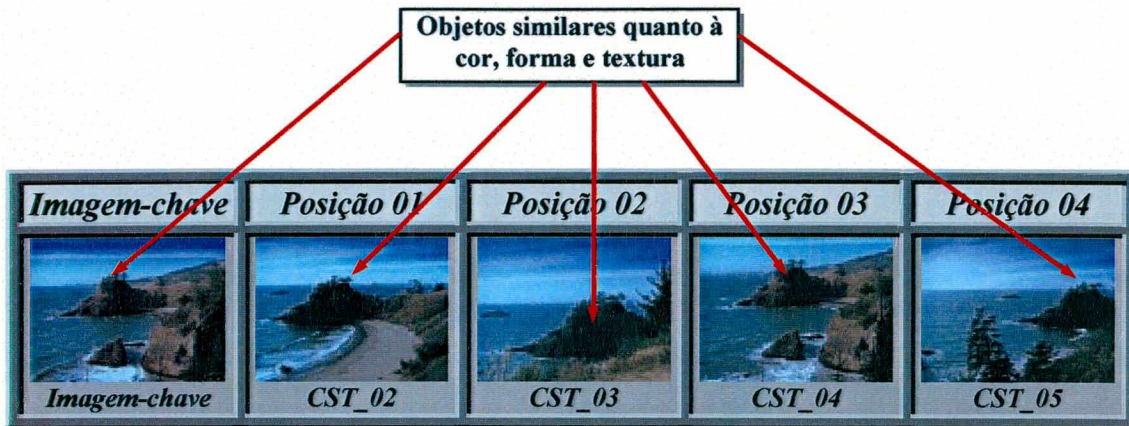 Objetos similares quanto à
cor, forma e textura
Imagem-chave
Posição 01
Posição 02
Posição 03
Posição 04
Imagem-chave
CST_02
CST_03
CST_04
CST_05